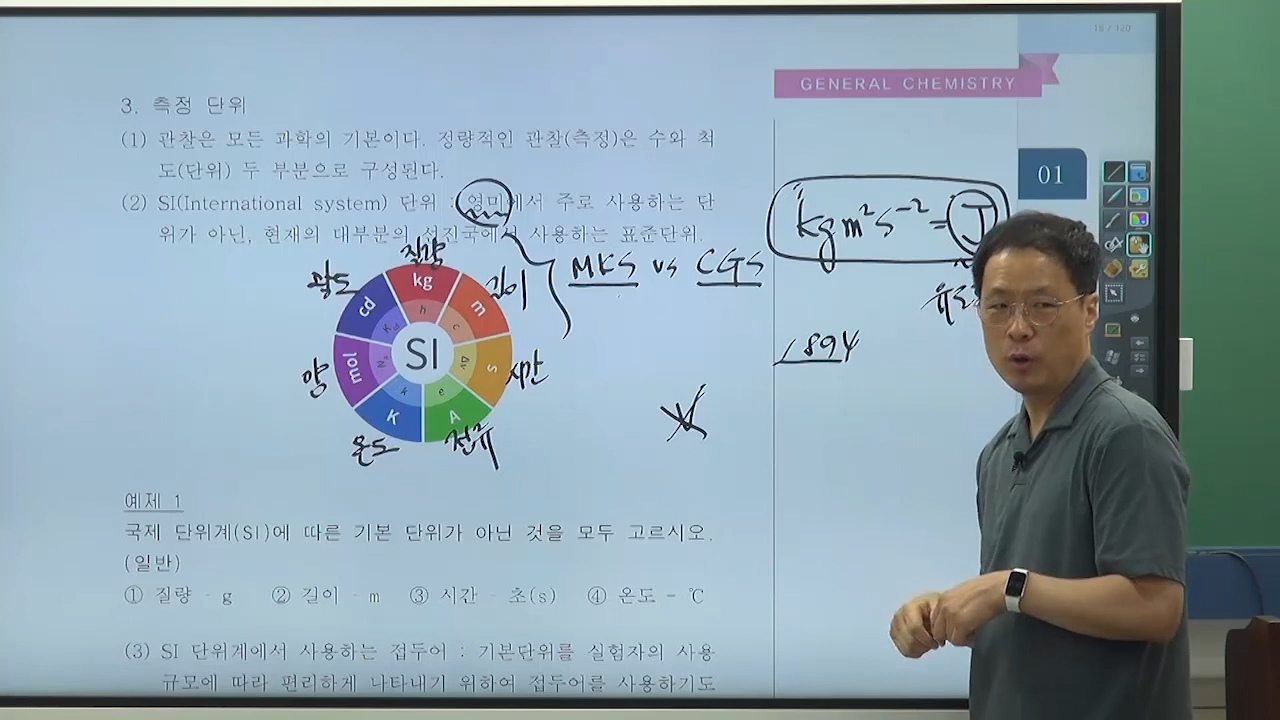 18 / 120
GENERAL CHEMISTRY
01
3. 측정 단위
(1) 관찰은 모든 과학의 기본이다. 정량적인 관찰(측정)은 수와 척
도(단위) 두 부분으로 구성된다.
(2) SI(International system) 단위 : 영미에서 주로 사용하는 단
위가 아닌, 현재의 대부분의 선진국에서 사용하는 표준단위.
kg m² s⁻² = J
MKS vs CGS
1894
질량
길이
시간
전류
온도
양
광도
kg
m
s
A
K
mol
cd
h
c
Δν
e
k
SI
예제 1
국제 단위계(SI)에 따른 기본 단위가 아닌 것을 모두 고르시오.
(일반)
① 질량 - g ② 길이 - m ③ 시간 - 초(s) ④ 온도 - ℃
(3) SI 단위계에서 사용하는 접두어 : 기본단위를 실험자의 사용
규모에 따라 편리하게 나타내기 위하여 접두어를 사용하기도